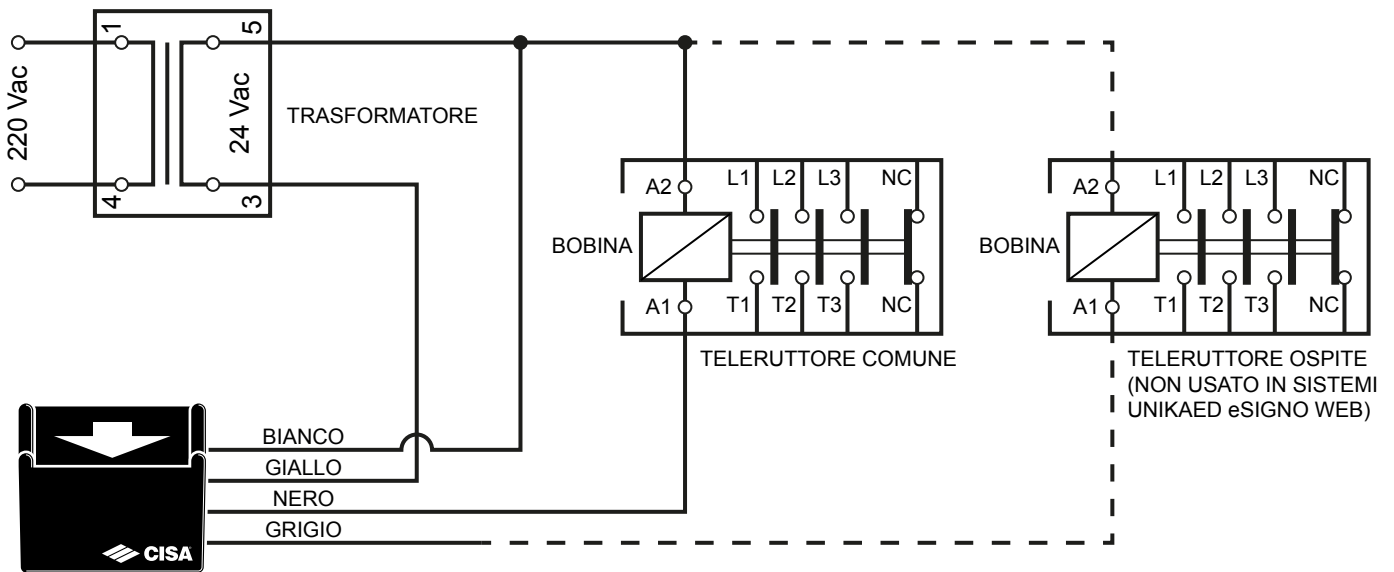 220 Vac
1
4
5
3
24 Vac
TRASFORMATORE
A2
L1
L2
L3
NC
BOBINA
A1
T1
T2
T3
NC
TELERUTTORE COMUNE
A2
L1
L2
L3
NC
BOBINA
A1
T1
T2
T3
NC
TELERUTTORE OSPITE
(NON USATO IN SISTEMI
UNIKAED eSIGNO WEB)
BIANCO
GIALLO
NERO
GRIGIO
CISA